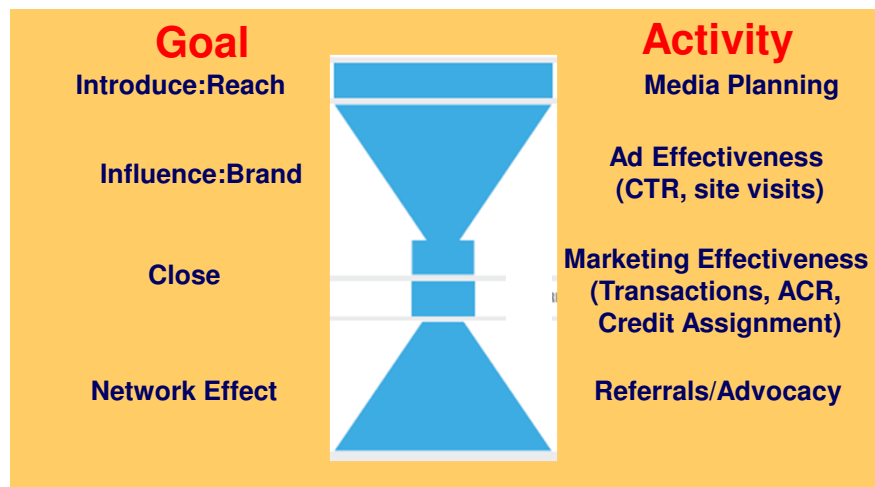 Goal
Activity
Introduce:Reach
Media Planning
Influence:Brand
Ad Effectiveness
(CTR, site visits)
Close
Marketing Effectiveness
(Transactions, ACR,
Credit Assignment)
Network Effect
Referrals/Advocacy